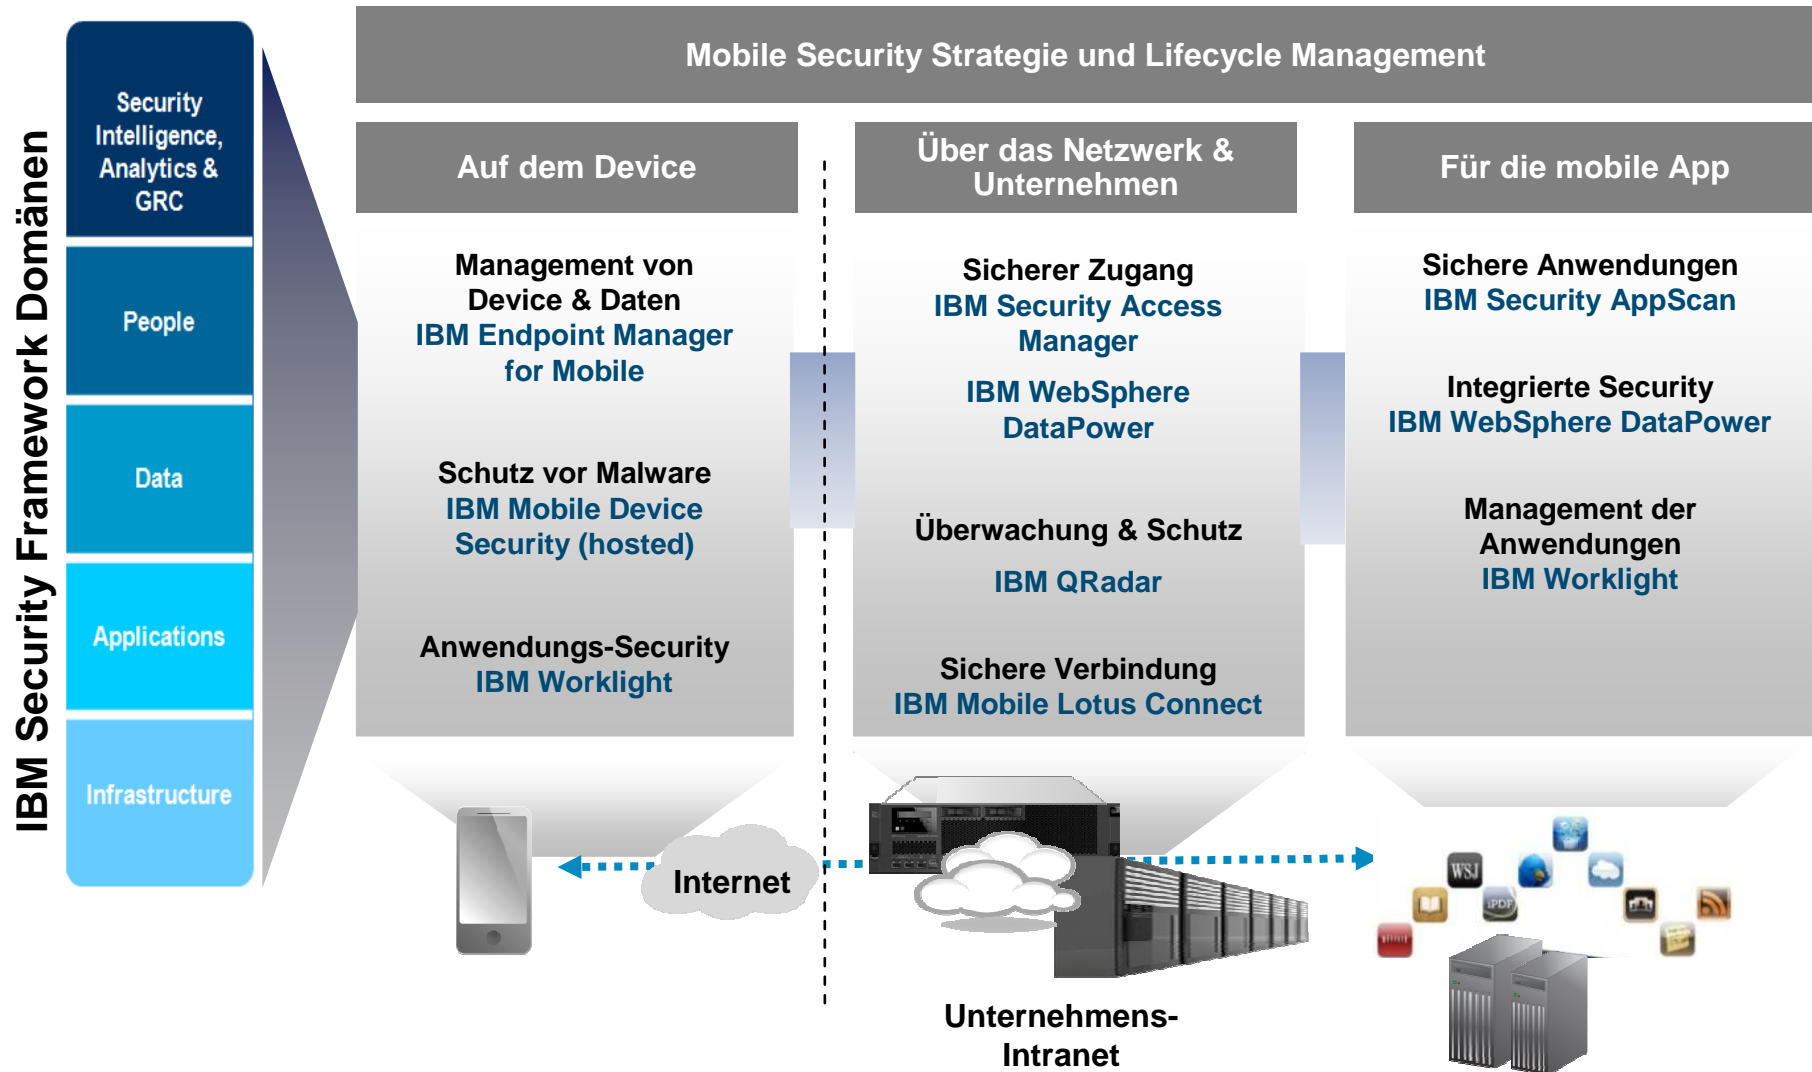 Mobile Security Strategie und Lifecycle Management
IBM Security Framework Domänen
Security
Intelligence,
Analytics &
GRC
People
Data
Applications
Infrastructure
Auf dem Device
Management von
Device & Daten
IBM Endpoint Manager
for Mobile
Schutz vor Malware
IBM Mobile Device
Security (hosted)
Anwendungs-Security
IBM Worklight
Über das Netzwerk &
Unternehmen
Sicherer Zugang
IBM Security Access
Manager
IBM WebSphere
DataPower
Überwachung & Schutz
IBM QRadar
Sichere Verbindung
IBM Mobile Lotus Connect
Für die mobile App
Sichere Anwendungen
IBM Security AppScan
Integrierte Security
IBM WebSphere DataPower
Management der
Anwendungen
IBM Worklight
Internet
WSJ
iPDF
Unternehmens-
Intranet